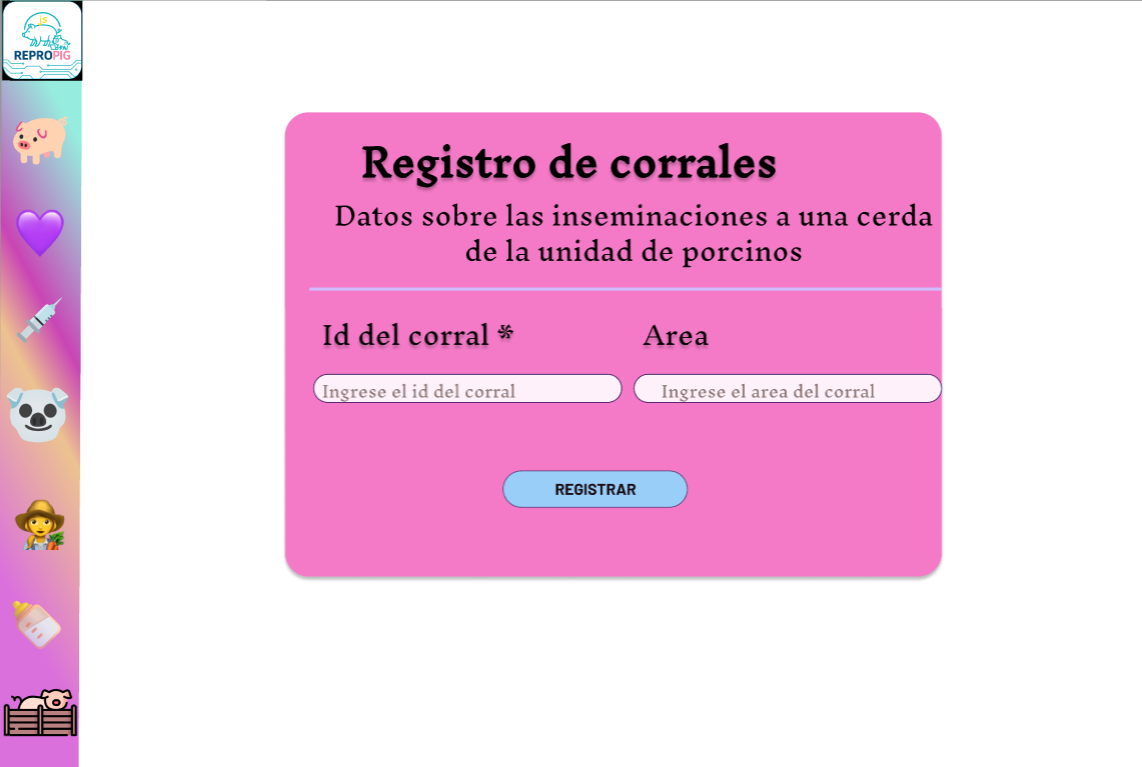 JS
REPROPIG
Registro de corrales
Datos sobre las inseminaciones a una cerda
de la unidad de porcinos
Id del corral *
Area
Ingrese el id del corral
Ingrese el area del corral
REGISTRAR